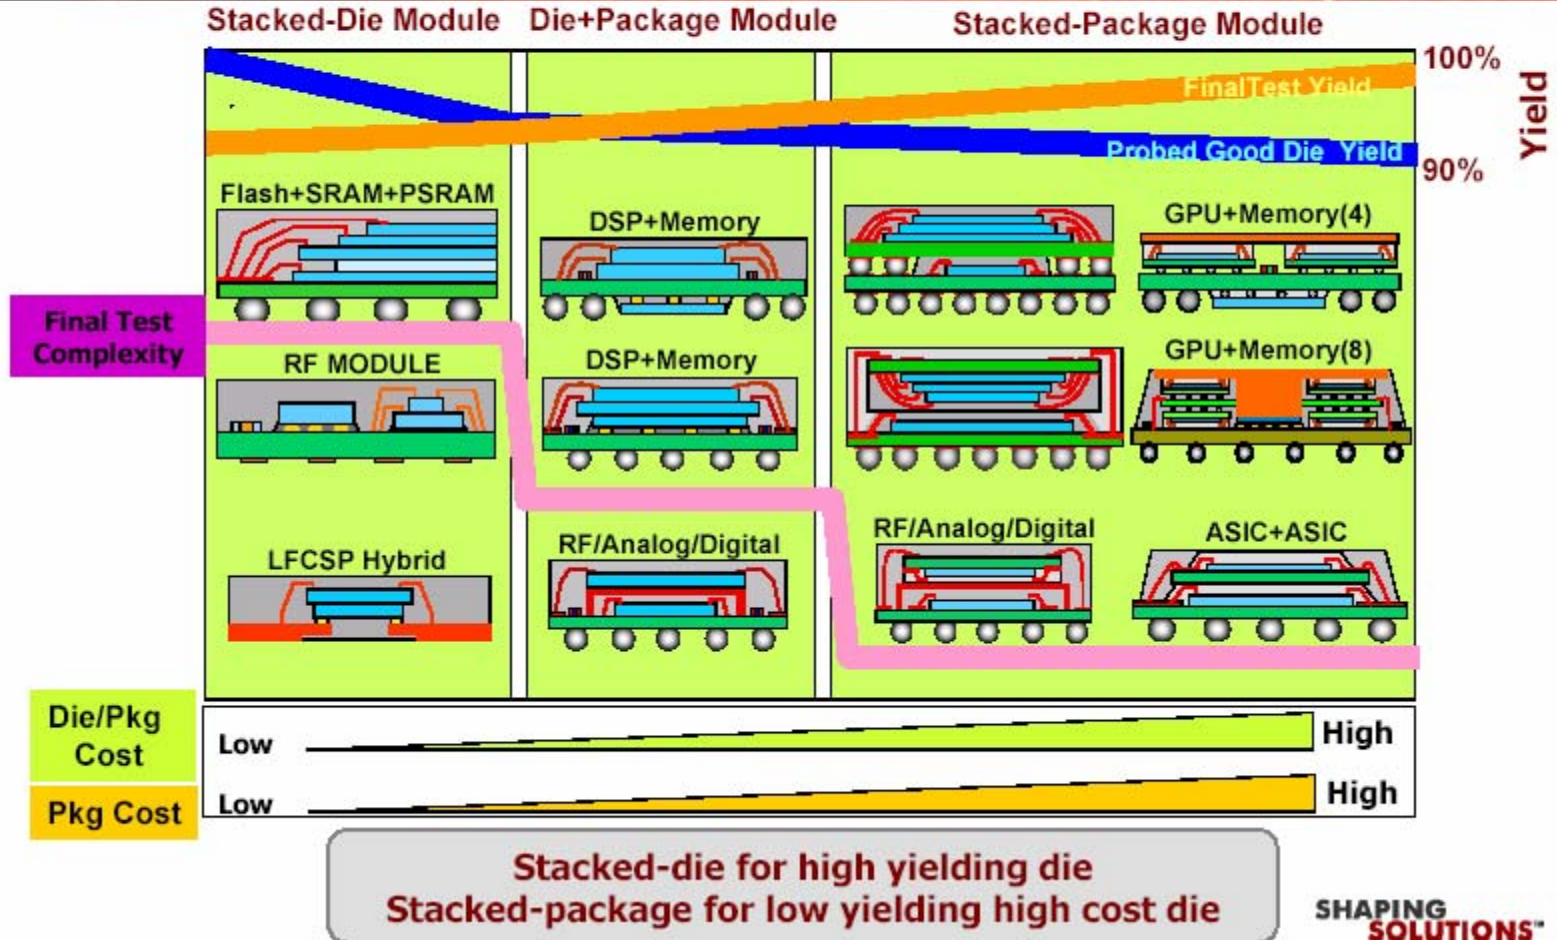 Stacked-Die Module
Die+Package Module
Stacked-Package Module
100%
FinalTest Yield
Probed Good Die Yield
90%
Yield
Flash+SRAM+PSRAM
DSP+Memory
GPU+Memory(4)
Final Test
Complexity
RF MODULE
DSP+Memory
GPU+Memory(8)
LFCSP Hybrid
RF/Analog/Digital
RF/Analog/Digital
ASIC+ASIC
Die/Pkg
Cost
Low
High
Pkg Cost
Low
High
Stacked-die for high yielding die
Stacked-package for low yielding high cost die
SHAPING
SOLUTIONS™